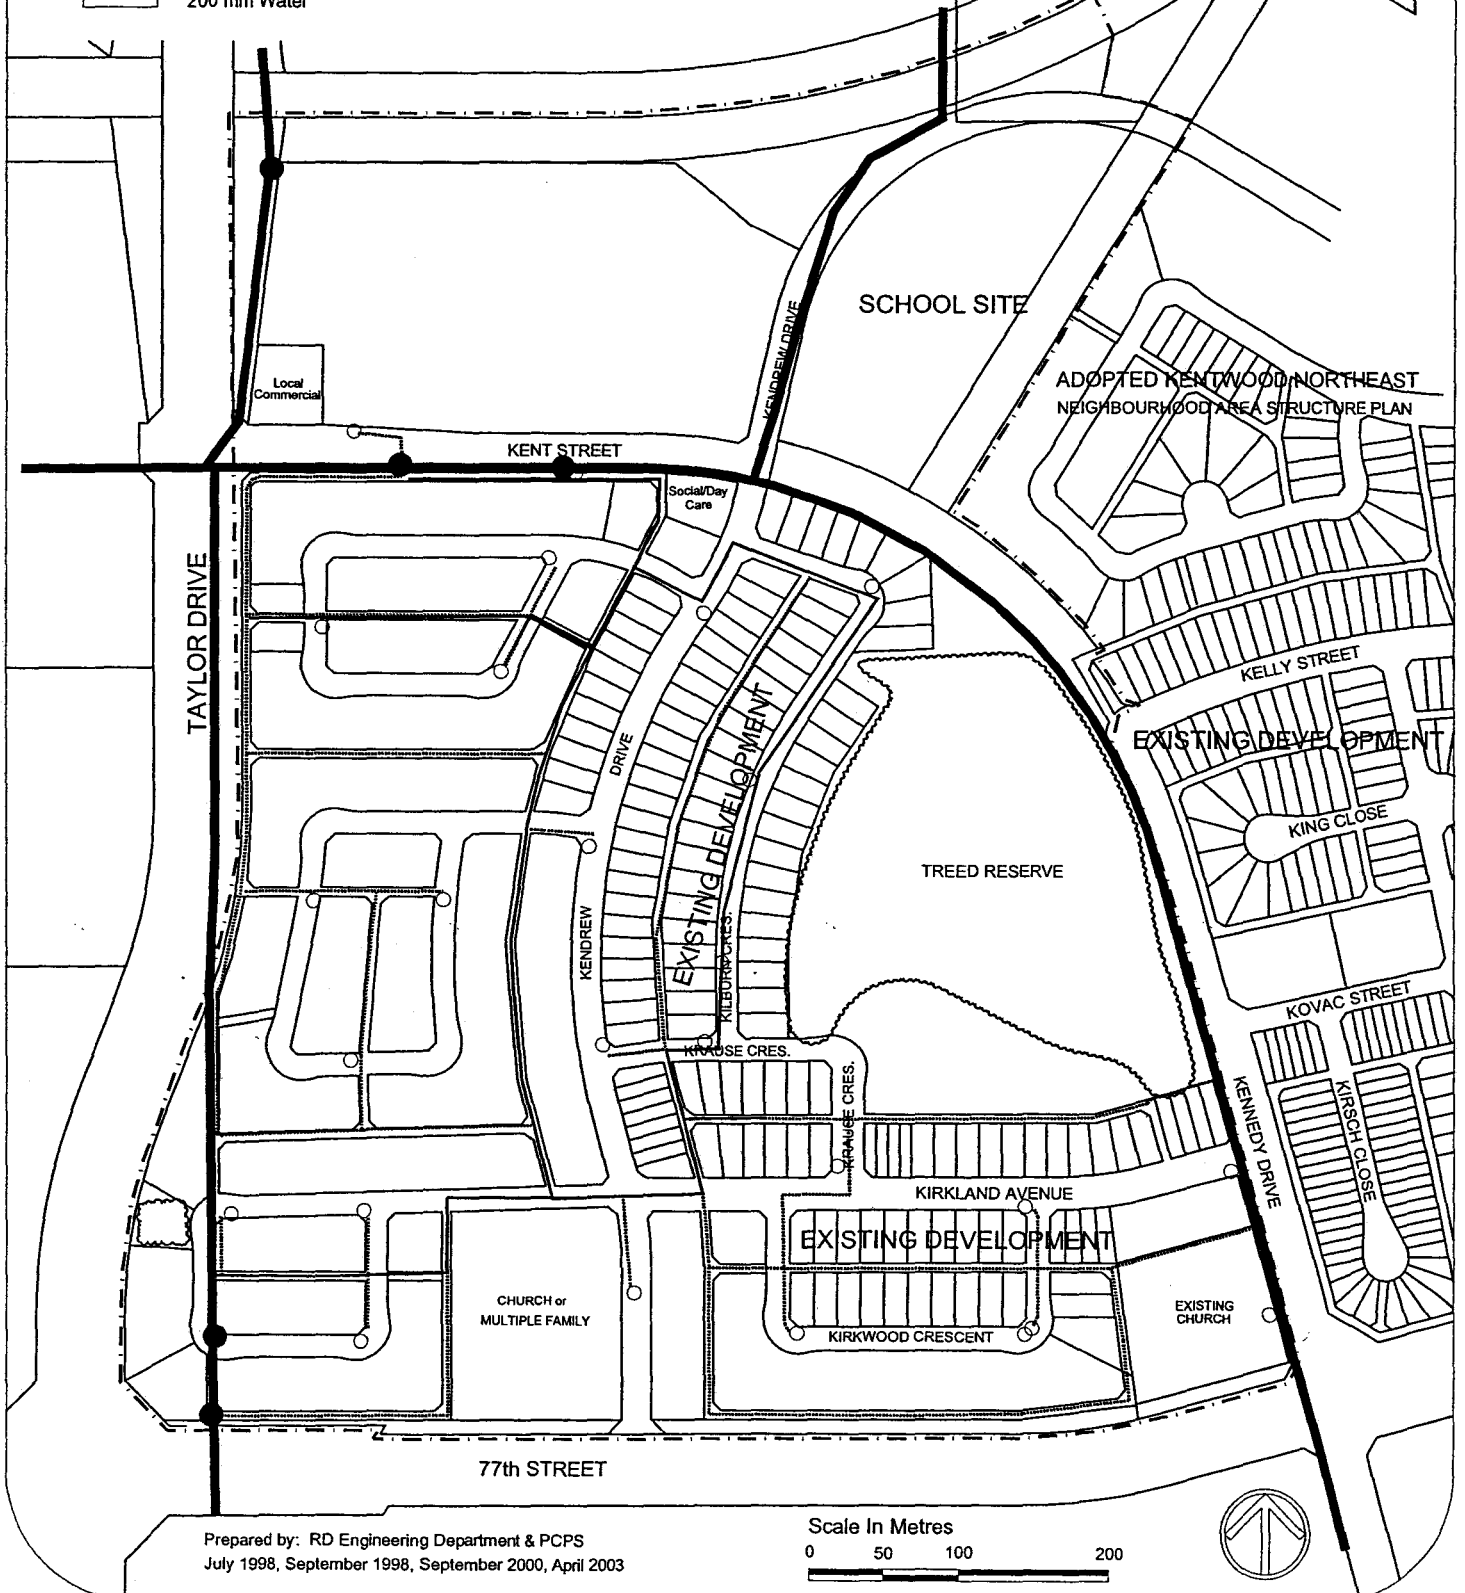 200 mm Water
SCHOOL SITE
KENDREW DRIVE
ADOPTED KENTWOOD NORTHEAST
NEIGHBOURHOOD AREA STRUCTURE PLAN
Local
Commercial
KENT STREET
Social/Day
Care
TAYLOR DRIVE
KELLY STREET
DRIVE
EXISTING DEVELOPMENT
EXISTING DEVELOPMENT
KING CLOSE
TREED RESERVE
KENDREW
KILBURN CRES.
KOVAC STREET
KRAUSE CRES.
KRAUSE CRES.
KENNEDY DRIVE
KIRSCH CLOSE
KIRKLAND AVENUE
EXISTING DEVELOPMENT
CHURCH or
MULTIPLE FAMILY
EXISTING
CHURCH
KIRKWOOD CRESCENT
77th STREET
Prepared by: RD Engineering Department & PCPS
July 1998, September 1998, September 2000, April 2003
Scale In Metres
0 50 100 200